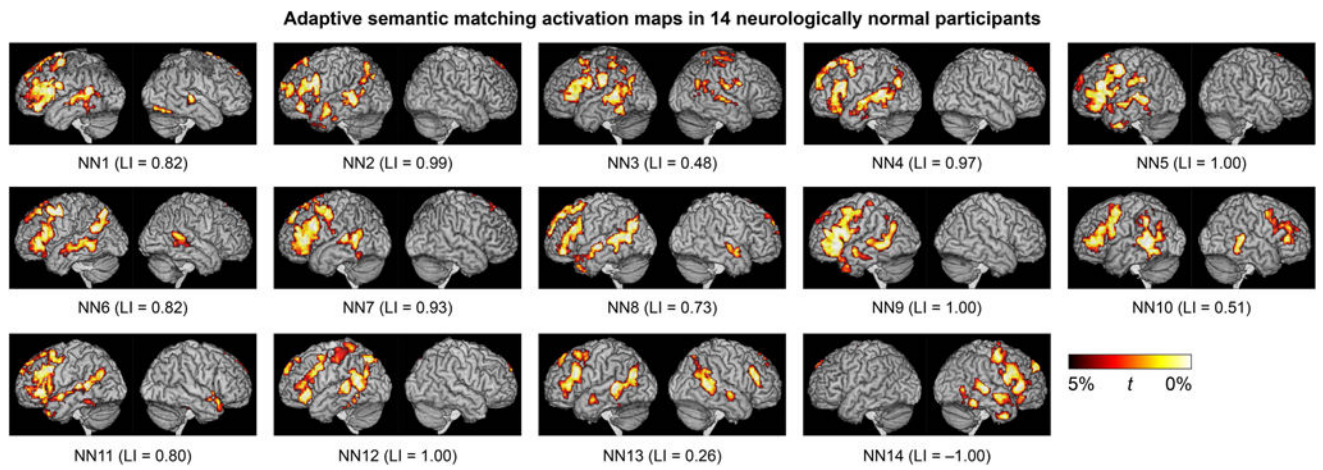 Adaptive semantic matching activation maps in 14 neurologically normal participants
NN1 (LI = 0.82) NN2 (LI = 0.99) NN3 (LI = 0.48) NN4 (LI = 0.97) NN5 (LI = 1.00)
NN6 (LI = 0.82) NN7 (LI = 0.93) NN8 (LI = 0.73) NN9 (LI = 1.00) NN10 (LI = 0.51)
5% t 0%
NN11 (LI = 0.80) NN12 (LI = 1.00) NN13 (LI = 0.26) NN14 (LI = –1.00)